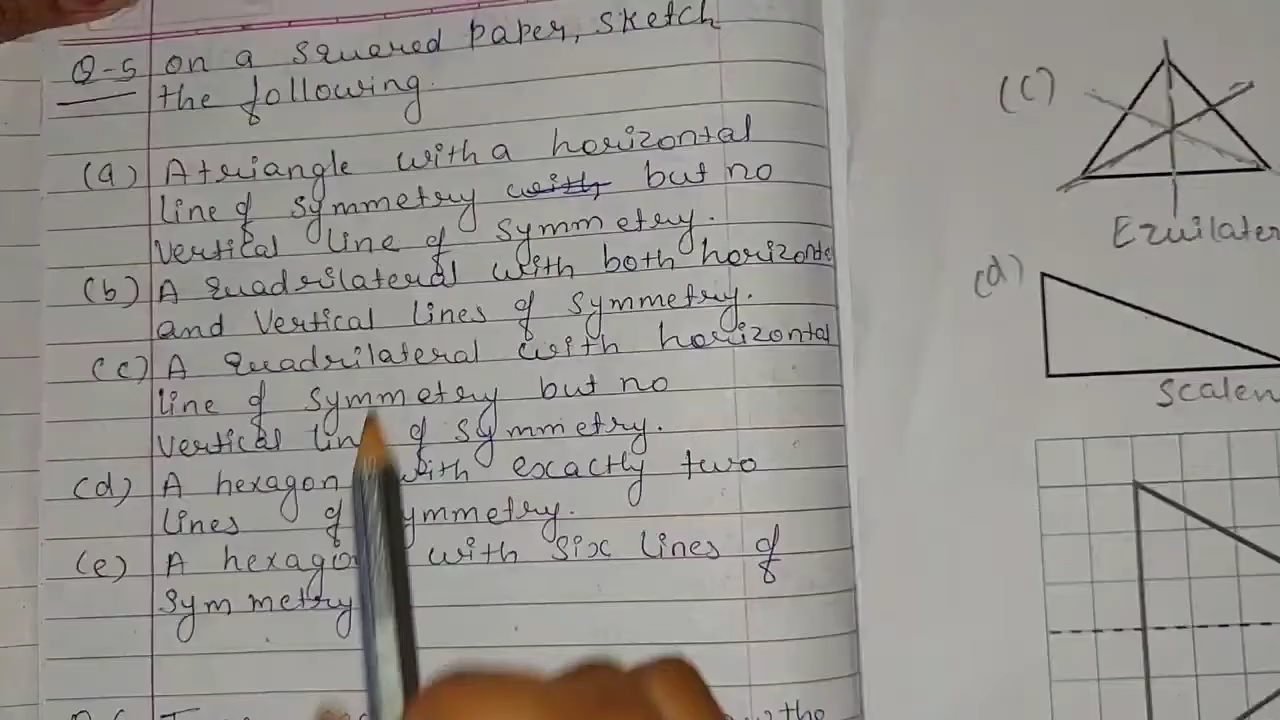 Q-5 on a squared paper, sketch
the following.
(a) A triangle with a horizontal
line of symmetry with but no
vertical line of symmetry.
(b) A quadrilateral with both horizonta
and vertical lines of symmetry.
(c) A quadrilateral with horizontal
line of symmetry but no
vertical line of symmetry.
(d) A hexagon with exactly two
lines of symmetry.
(e) A hexagon with six lines of
symmetry
the
(c)
Equilater
(d)
Scalen